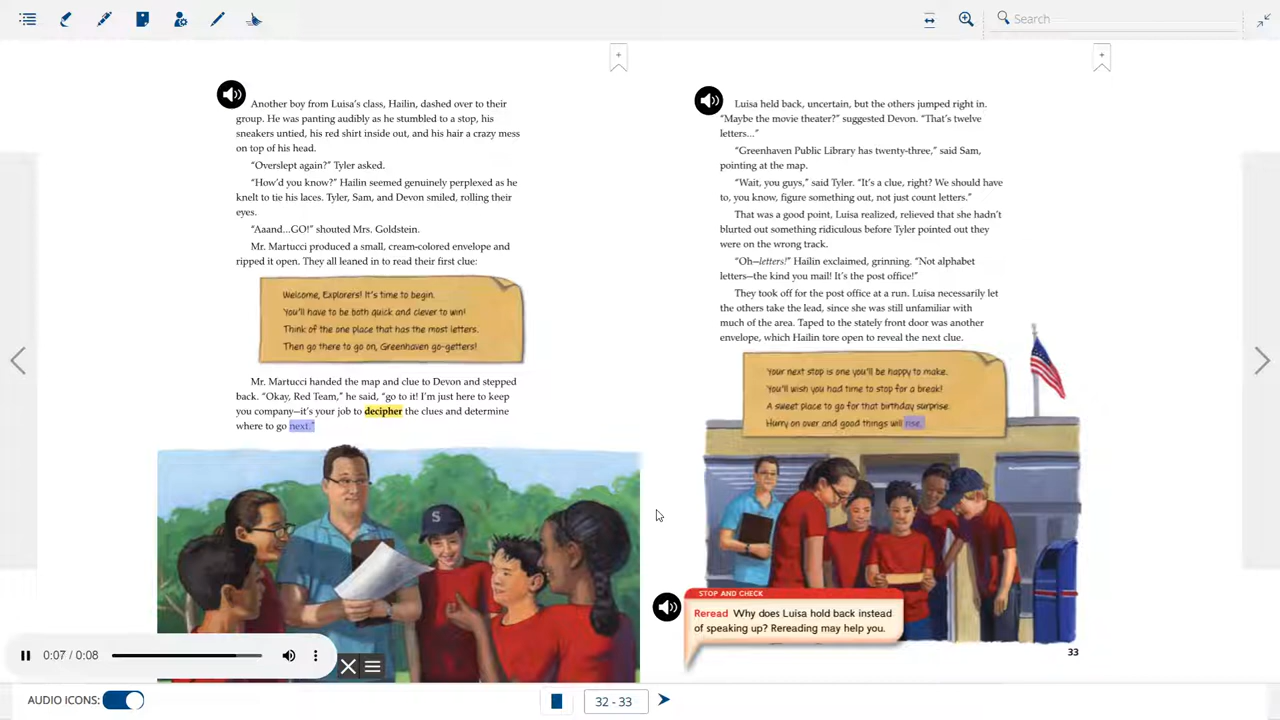 Search
Another boy from Luisa's class, Hailin, dashed over to their
group. He was panting audibly as he stumbled to a stop, his
sneakers untied, his red shirt inside out, and his hair a crazy mess
on top of his head.
“Overslept again?” Tyler asked.
“How'd you know?” Hailin seemed genuinely perplexed as he
knelt to tie his laces. Tyler, Sam, and Devon smiled, rolling their
eyes.
“Aaand...GO!” shouted Mrs. Goldstein.
Mr. Martucci produced a small, cream-colored envelope and
ripped it open. They all leaned in to read their first clue:
Welcome, Explorers! It's time to begin.
You'll have to be both quick and clever to win!
Think of the one place that has the most letters.
Then go there to go on, Greenhaven go-getters!
Mr. Martucci handed the map and clue to Devon and stepped
back. “Okay, Red Team,” he said, “go to it! I'm just here to keep
you company—it's your job to decipher the clues and determine
where to go next.”
S
Luisa held back, uncertain, but the others jumped right in.
“Maybe the movie theater?” suggested Devon. “That's twelve
letters...”
“Greenhaven Public Library has twenty-three,” said Sam,
pointing at the map.
“Wait, you guys,” said Tyler. “It's a clue, right? We should have
to, you know, figure something out, not just count letters.”
That was a good point, Luisa realized, relieved that she hadn't
blurted out something ridiculous before Tyler pointed out they
were on the wrong track.
“Oh—letters!” Hailin exclaimed, grinning. “Not alphabet
letters—the kind you mail! It's the post office!”
They took off for the post office at a run. Luisa necessarily let
the others take the lead, since she was still unfamiliar with
much of the area. Taped to the stately front door was another
envelope, which Hailin tore open to reveal the next clue.
Your next stop is one you'll be happy to make.
You'll wish you had time to stop for a break!
A sweet place to go for that birthday surprise.
Hurry on over and good things will rise.
STOP AND CHECK
Reread Why does Luisa hold back instead
of speaking up? Rereading may help you.
33
0:07 / 0:08
AUDIO ICONS:
32 - 33